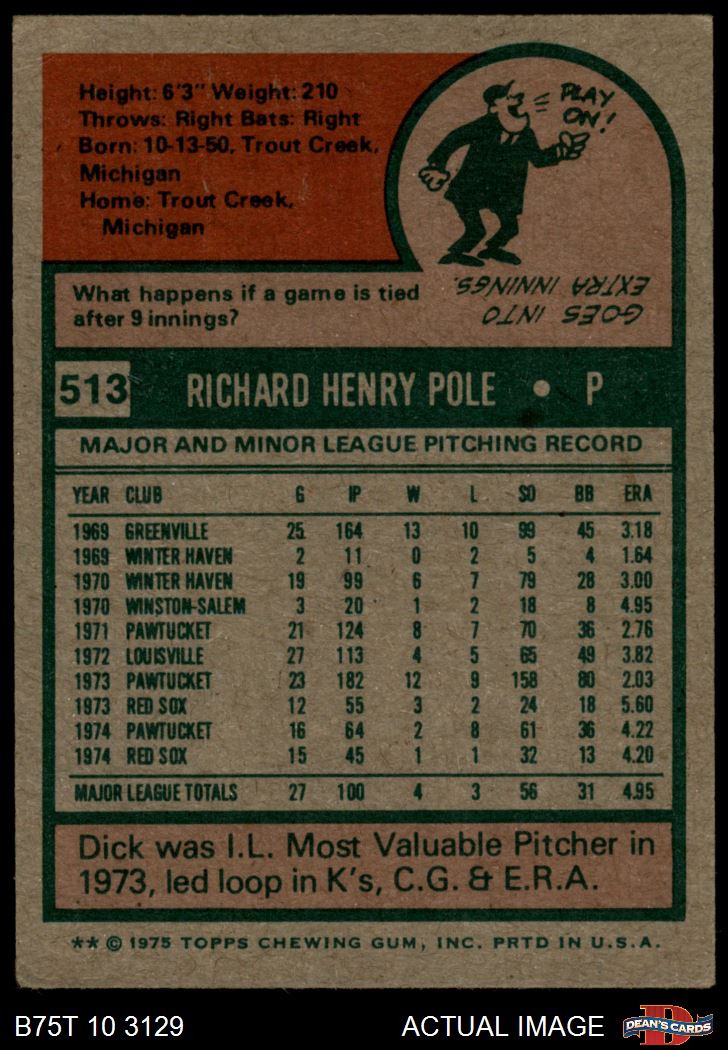 Height: 6'3" Weight: 210
Throws: Right Bats: Right
Born: 10-13-50, Trout Creek,
Michigan
Home: Trout Creek,
Michigan
PLAY
ON!
What happens if a game is tied
after 9 innings?
GOES INTO
EXTRA INNINGS.
513 RICHARD HENRY POLE • P
MAJOR AND MINOR LEAGUE PITCHING RECORD
YEAR CLUB G IP W L SO BB ERA
1969 GREENVILLE 25 164 13 10 99 45 3.18
1969 WINTER HAVEN 2 11 0 2 5 4 1.64
1970 WINTER HAVEN 19 99 6 7 79 28 3.00
1970 WINSTON-SALEM 3 20 1 2 18 8 4.95
1971 PAWTUCKET 21 124 8 7 70 36 2.76
1972 LOUISVILLE 27 113 4 5 65 49 3.82
1973 PAWTUCKET 23 182 12 9 158 80 2.03
1973 RED SOX 12 55 3 2 24 18 5.60
1974 PAWTUCKET 16 64 2 8 61 36 4.22
1974 RED SOX 15 45 1 1 32 13 4.20
MAJOR LEAGUE TOTALS 27 100 4 3 56 31 4.95
Dick was I.L. Most Valuable Pitcher in
1973, led loop in K's, C.G. & E.R.A.
** © 1975 TOPPS CHEWING GUM, INC. PRTD IN U.S.A.
B75T 10 3129 ACTUAL IMAGE
D
DEAN'S CARDS